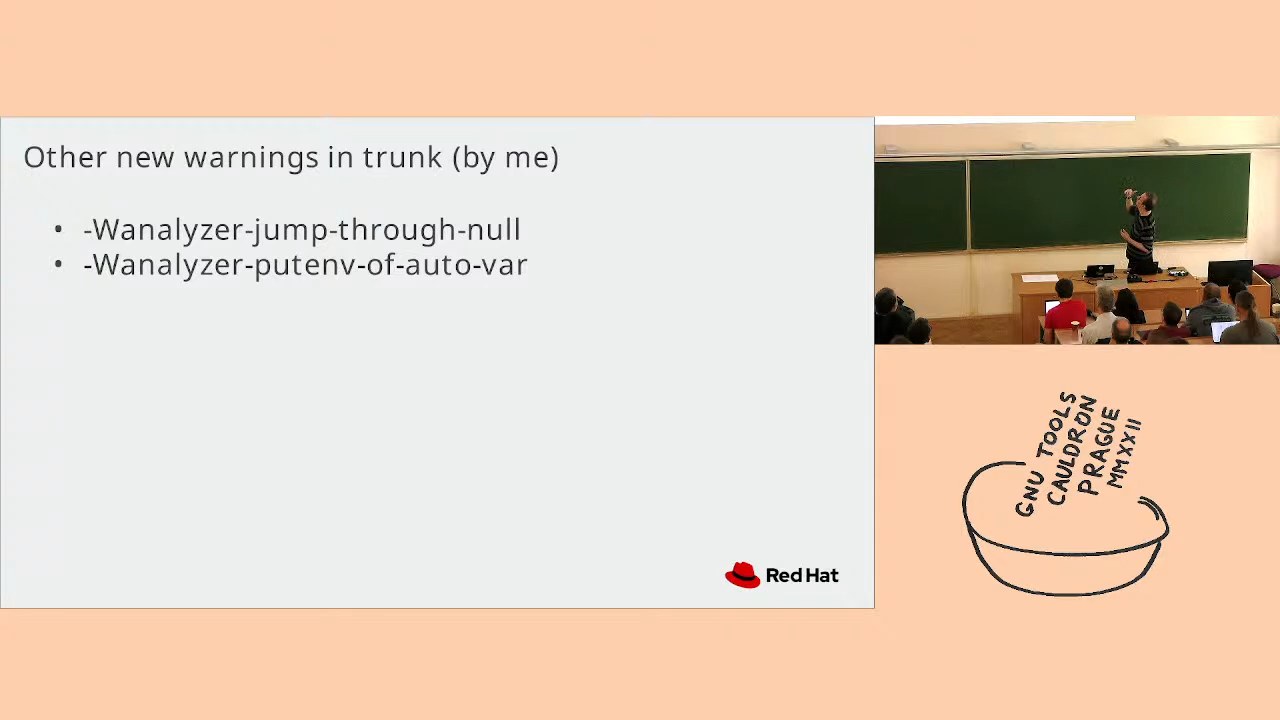 Other new warnings in trunk (by me)
• -Wanalyzer-jump-through-null
• -Wanalyzer-putenv-of-auto-var
Red Hat
GNU TOOLS
CAULDRON
PRAGUE
MMXXII